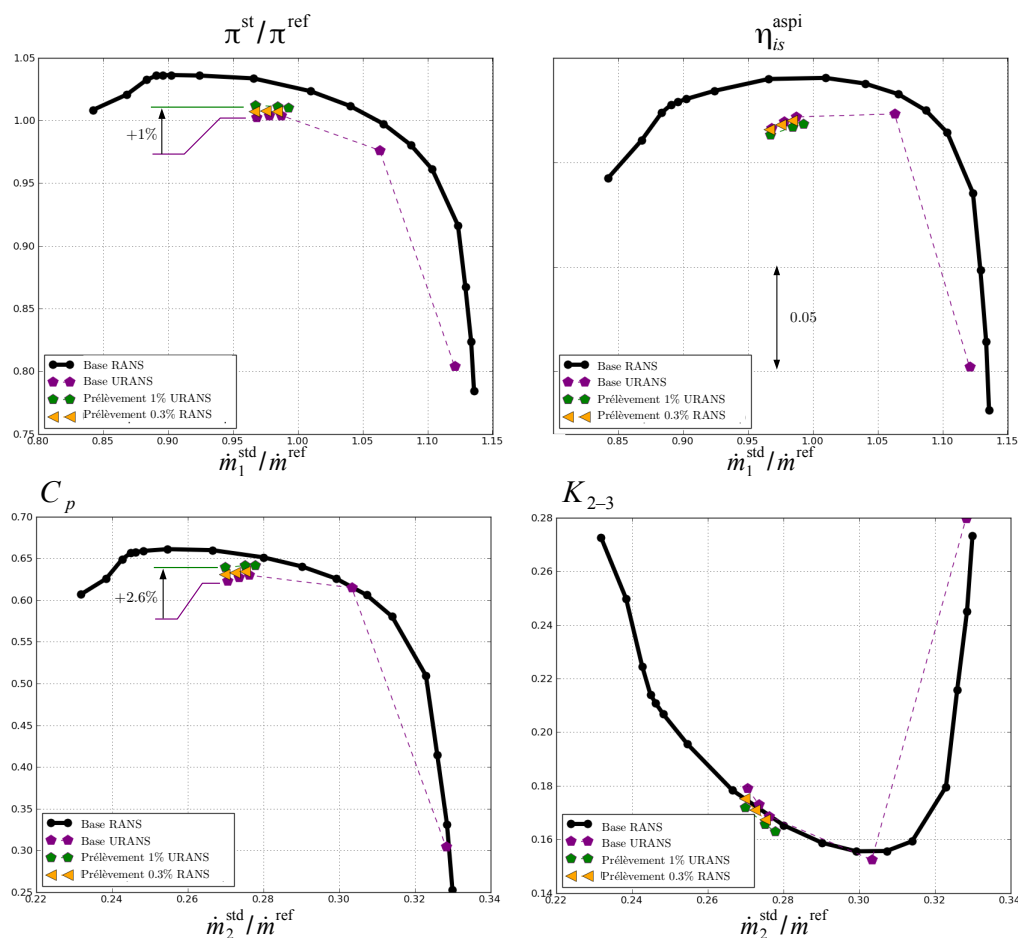 π^st/π^ref
η_is^aspi
1.05
1.00
0.95
0.90
0.85
0.80
0.75
+1%
Base RANS
Base URANS
Prélèvement 1% URANS
Prélèvement 0.3% RANS
0.80 0.85 0.90 0.95 1.00 1.05 1.10 1.15
ṁ_1^std/ṁ^ref
0.05
Base RANS
Base URANS
Prélèvement 1% URANS
Prélèvement 0.3% RANS
0.85 0.90 0.95 1.00 1.05 1.10 1.15
ṁ_1^std/ṁ^ref
C_p
0.70
0.65
0.60
0.55
0.50
0.45
0.40
0.35
0.30
0.25
+2.6%
Base RANS
Base URANS
Prélèvement 1% URANS
Prélèvement 0.3% RANS
0.22 0.24 0.26 0.28 0.30 0.32 0.34
ṁ_2^std/ṁ^ref
K_2–3
0.28
0.26
0.24
0.22
0.20
0.18
0.16
0.14
Base RANS
Base URANS
Prélèvement 1% URANS
Prélèvement 0.3% RANS
0.22 0.24 0.26 0.28 0.30 0.32 0.34
ṁ_2^std/ṁ^ref